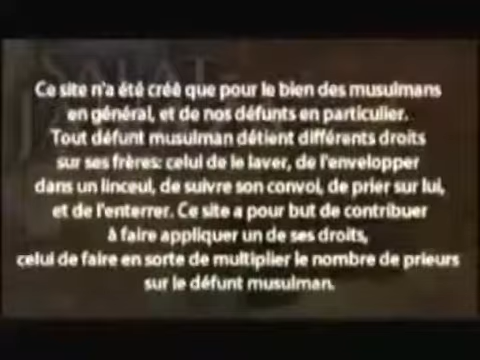 SALAT
Ce site n'a été créé que pour le bien des musulmans
en général, et de nos défunts en particulier.
Tout défunt musulman détient différents droits
sur ses frères: celui de le laver, de l'envelopper
dans un linceul, de suivre son convoi, de prier sur lui,
et de l'enterrer. Ce site a pour but de contribuer
à faire appliquer un de ses droits,
celui de faire en sorte de multiplier le nombre de prieurs
sur le défunt musulman.